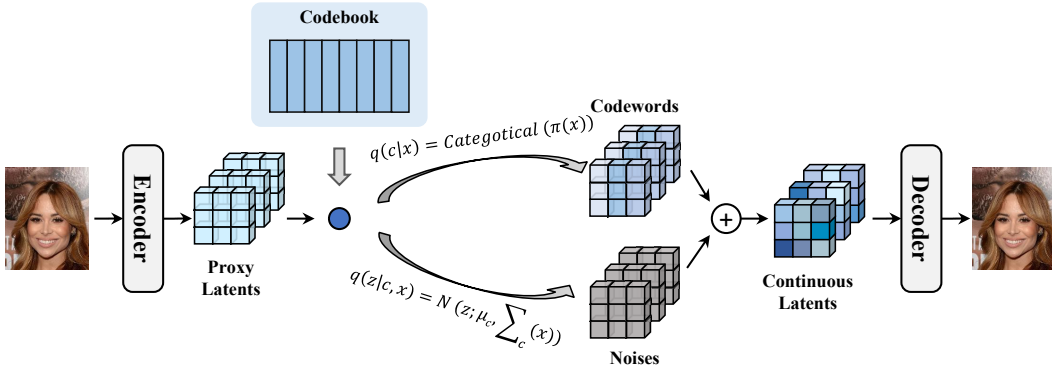 Codebook
Codewords
q(c|x) = Categotical (π(x))
Encoder
Decoder
Proxy
Latents
+
Continuous
Latents
q(z|c, x) = N (z; μ_c, ∑_c (x))
Noises